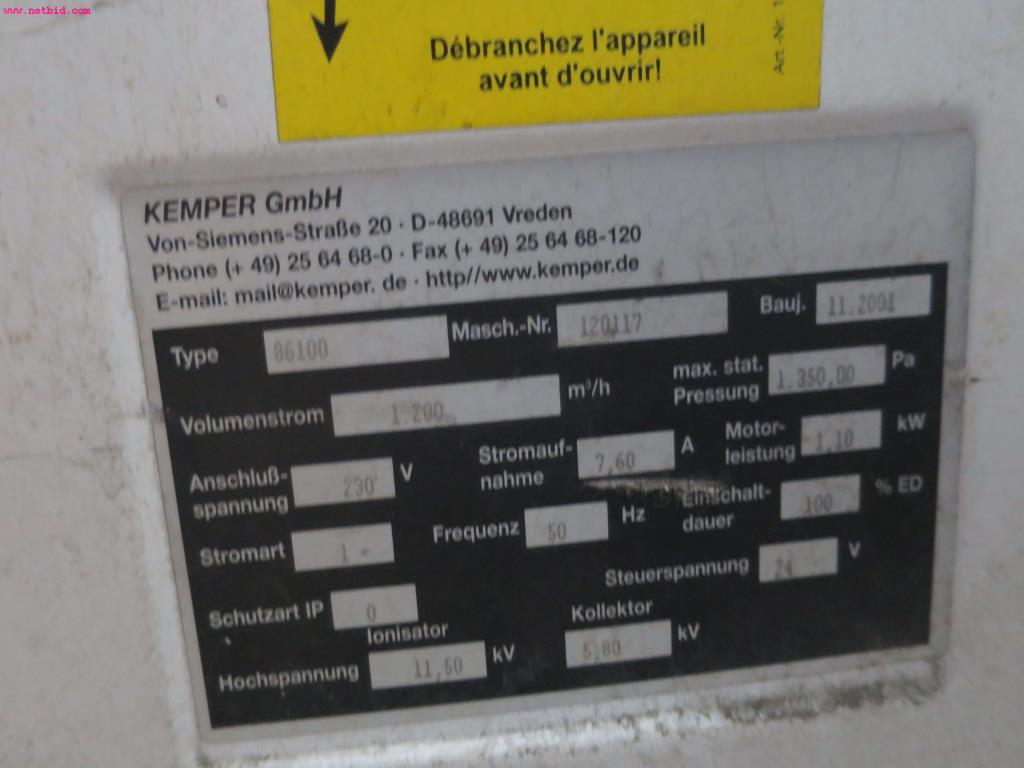 www.netbid.com
Débranchez l'appareil
avant d'ouvrir!
Art.-Nr. 1
KEMPER GmbH
Von-Siemens-Straße 20 · D-48691 Vreden
Phone (+ 49) 25 64 68-0 · Fax (+ 49) 25 64 68-120
E-mail: mail@kemper. de · http//www.kemper.de
Type 86100 Masch.-Nr. 120117 Bauj. 11.2001
Volumenstrom 1.200 m³/h max. stat. Pressung 1.350,00 Pa
Anschluß-spannung 230 V Stromauf-nahme 7,60 A Motor-leistung 1,10 kW
Stromart 1 ~ Frequenz 50 Hz Einschalt-dauer 100 % ED
Schutzart IP 0 Steuerspannung 24 V
Ionisator Kollektor
Hochspannung 11,50 kV 5,80 kV